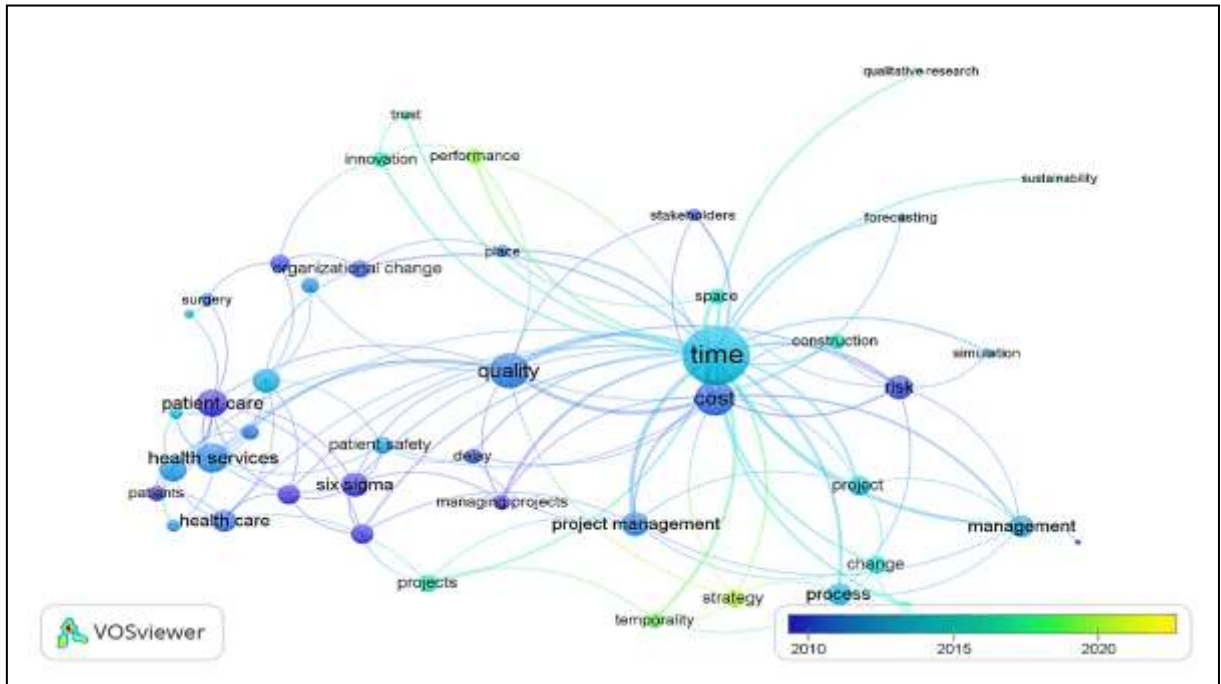 qualitative research
trust
innovation
performance
sustainability
stakeholders
forecasting
place
organizational change
surgery
space
time
construction
simulation
quality
risk
cost
patient care
patient safety
health services
delay
six sigma
patients
project
managing projects
health care
project management
management
change
projects
process
strategy
temporality
VOSviewer
2010
2015
2020